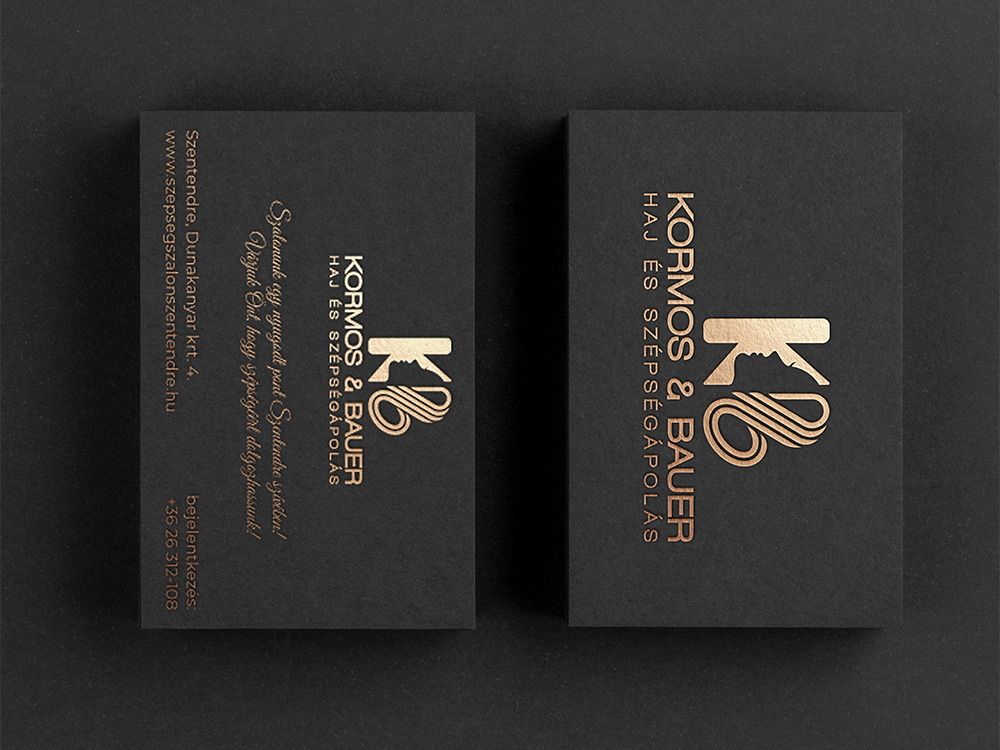 KORMOS & BAUER
HAJ ÉS SZÉPSÉGÁPOLÁS
Szalonunk egy nyugodt pont Szentendre szívében!
Várjuk Önt, hogy szépségéért dolgozhassunk!
Szentendre, Dunakanyar krt. 4.
www.szepsegszalonszentendre.hu
bejelentkezés:
+36 26 312-108
KB
KORMOS & BAUER
HAJ ÉS SZÉPSÉGÁPOLÁS